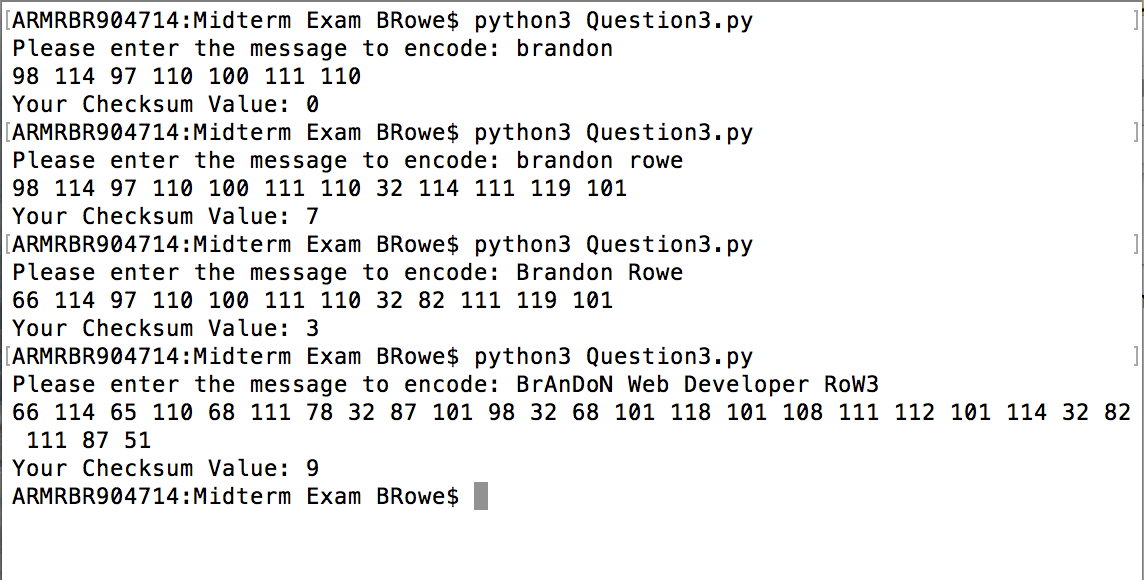 [ARMRBR904714:Midterm Exam BRowe$ python3 Question3.py ]
Please enter the message to encode: brandon
98 114 97 110 100 111 110
Your Checksum Value: 0
[ARMRBR904714:Midterm Exam BRowe$ python3 Question3.py ]
Please enter the message to encode: brandon rowe
98 114 97 110 100 111 110 32 114 111 119 101
Your Checksum Value: 7
[ARMRBR904714:Midterm Exam BRowe$ python3 Question3.py ]
Please enter the message to encode: Brandon Rowe
66 114 97 110 100 111 110 32 82 111 119 101
Your Checksum Value: 3
[ARMRBR904714:Midterm Exam BRowe$ python3 Question3.py ]
Please enter the message to encode: BrAnDoN Web Developer RoW3
66 114 65 110 68 111 78 32 87 101 98 32 68 101 118 101 108 111 112 101 114 32 82
111 87 51
Your Checksum Value: 9
ARMRBR904714:Midterm Exam BRowe$